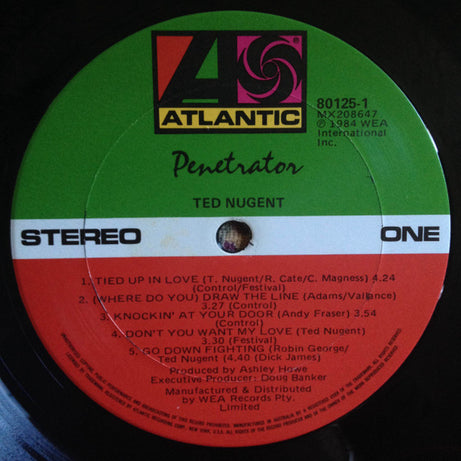 ATLANTIC
80125-1
MX208647
℗ 1984 WEA
International
Inc.
Penetrator
TED NUGENT
STEREO
ONE
1. TIED UP IN LOVE (T. Nugent/R. Cate/C. Magness) 4.24
(Control/Festival)
2. (WHERE DO YOU) DRAW THE LINE (Adams/Vallance)
3.27 (Control)
3. KNOCKIN' AT YOUR DOOR (Andy Fraser) 3.54
(Control)
4. DON'T YOU WANT MY LOVE (Ted Nugent)
3.30 (Festival)
5. GO DOWN FIGHTING (Robin George/
Ted Nugent (4.40) (Dick James)
Produced by Ashley Howe
Executive Producer: Doug Banker
Manufactured & Distributed
by WEA Records Pty.
Limited